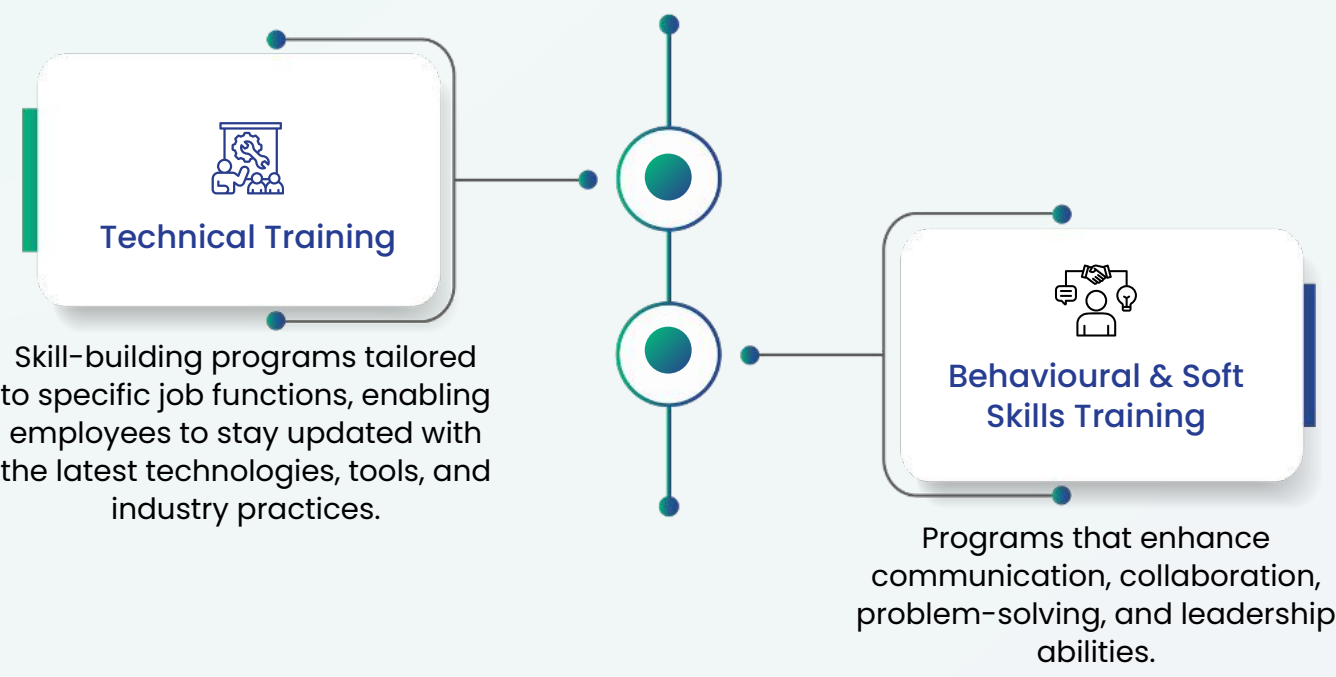 Technical Training
Skill-building programs tailored
to specific job functions, enabling
employees to stay updated with
the latest technologies, tools, and
industry practices.
Behavioural & Soft
Skills Training
Programs that enhance
communication, collaboration,
problem-solving, and leadership
abilities.